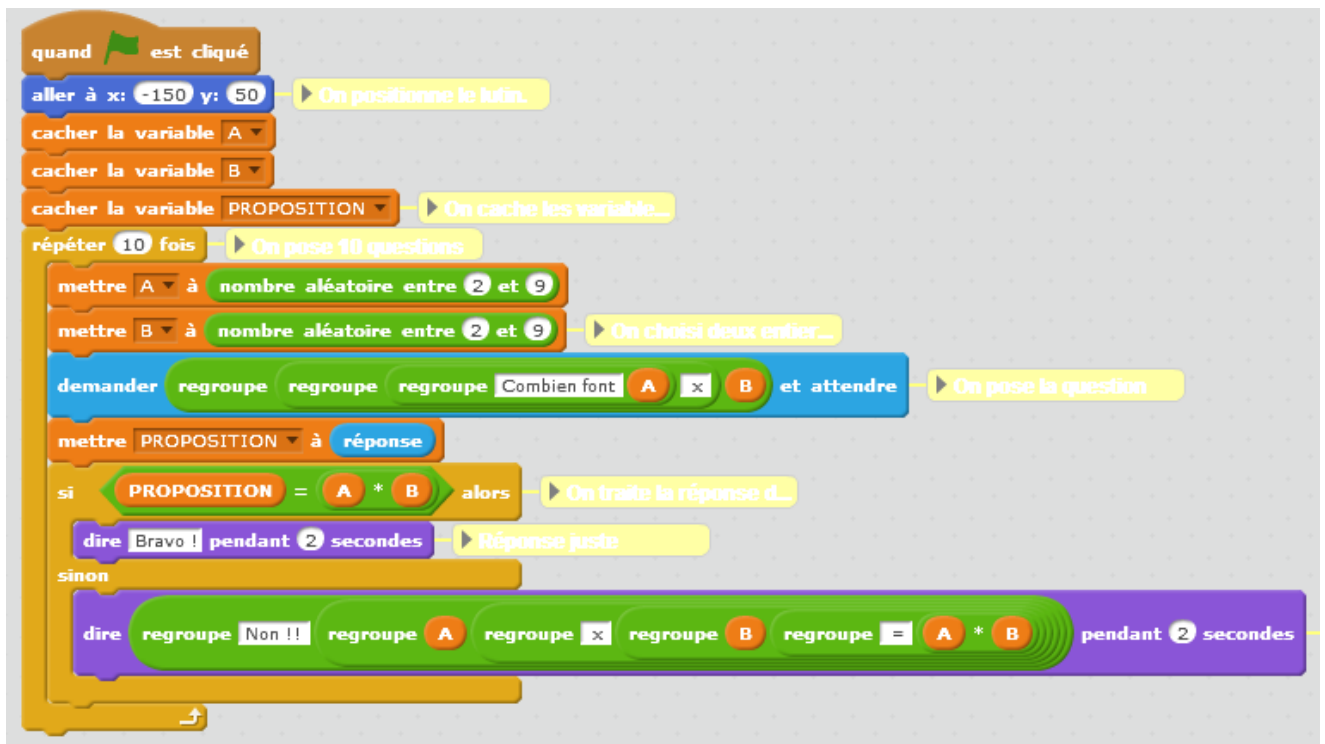 quand est cliqué
aller à x: -150 y: 50 On positionne le lutin.
cacher la variable A
cacher la variable B
cacher la variable PROPOSITION On cache les variable...
répéter 10 fois On pose 10 questions
mettre A à nombre aléatoire entre 2 et 9
mettre B à nombre aléatoire entre 2 et 9 On choisi deux entier...
demander regroupe regroupe regroupe Combien font A x B et attendre On pose la question
mettre PROPOSITION à réponse
si PROPOSITION = A * B alors On traite la réponse d...
dire Bravo ! pendant 2 secondes Réponse juste
sinon
dire regroupe Non !! regroupe A regroupe x regroupe B regroupe = A * B pendant 2 secondes